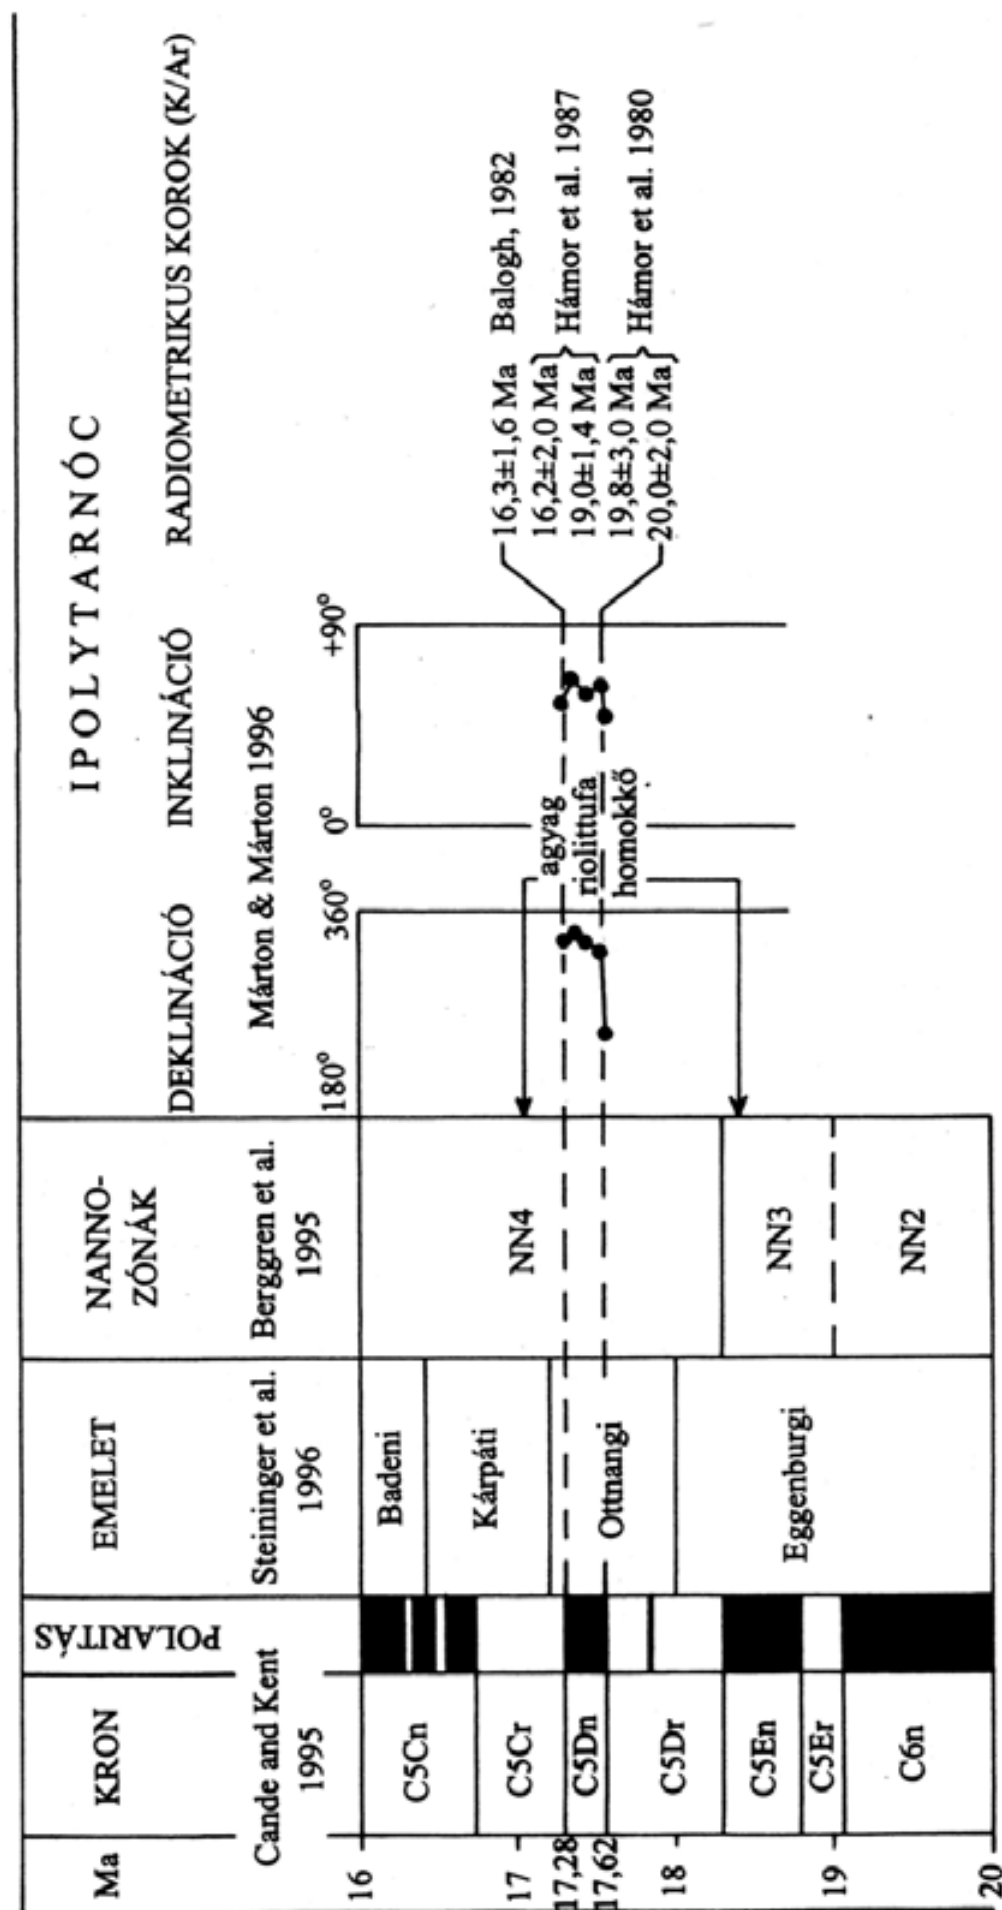 IPOLYTARNÓC
Ma
KRON
POLARITÁS
EMELET
NANNO-
ZÓNÁK
DEKLINÁCIÓ
INKLINÁCIÓ
RADIOMETRIKUS KOROK (K/Ar)
Cande and Kent
1995
Steininger et al.
1996
Berggren et al.
1995
Márton & Márton 1996
180°
360°
0°
+90°
16
17
17,28
17,62
18
19
20
C5Cn
C5Cr
C5Dn
C5Dr
C5En
C5Er
C6n
Badeni
Kárpáti
Ottnangi
Eggenburgi
NN4
NN3
NN2
agyag
riolittufa
homokkő
16,3±1,6 Ma Balogh, 1982
16,2±2,0 Ma
19,0±1,4 Ma
Hámor et al. 1987
19,8±3,0 Ma
20,0±2,0 Ma
Hámor et al. 1980